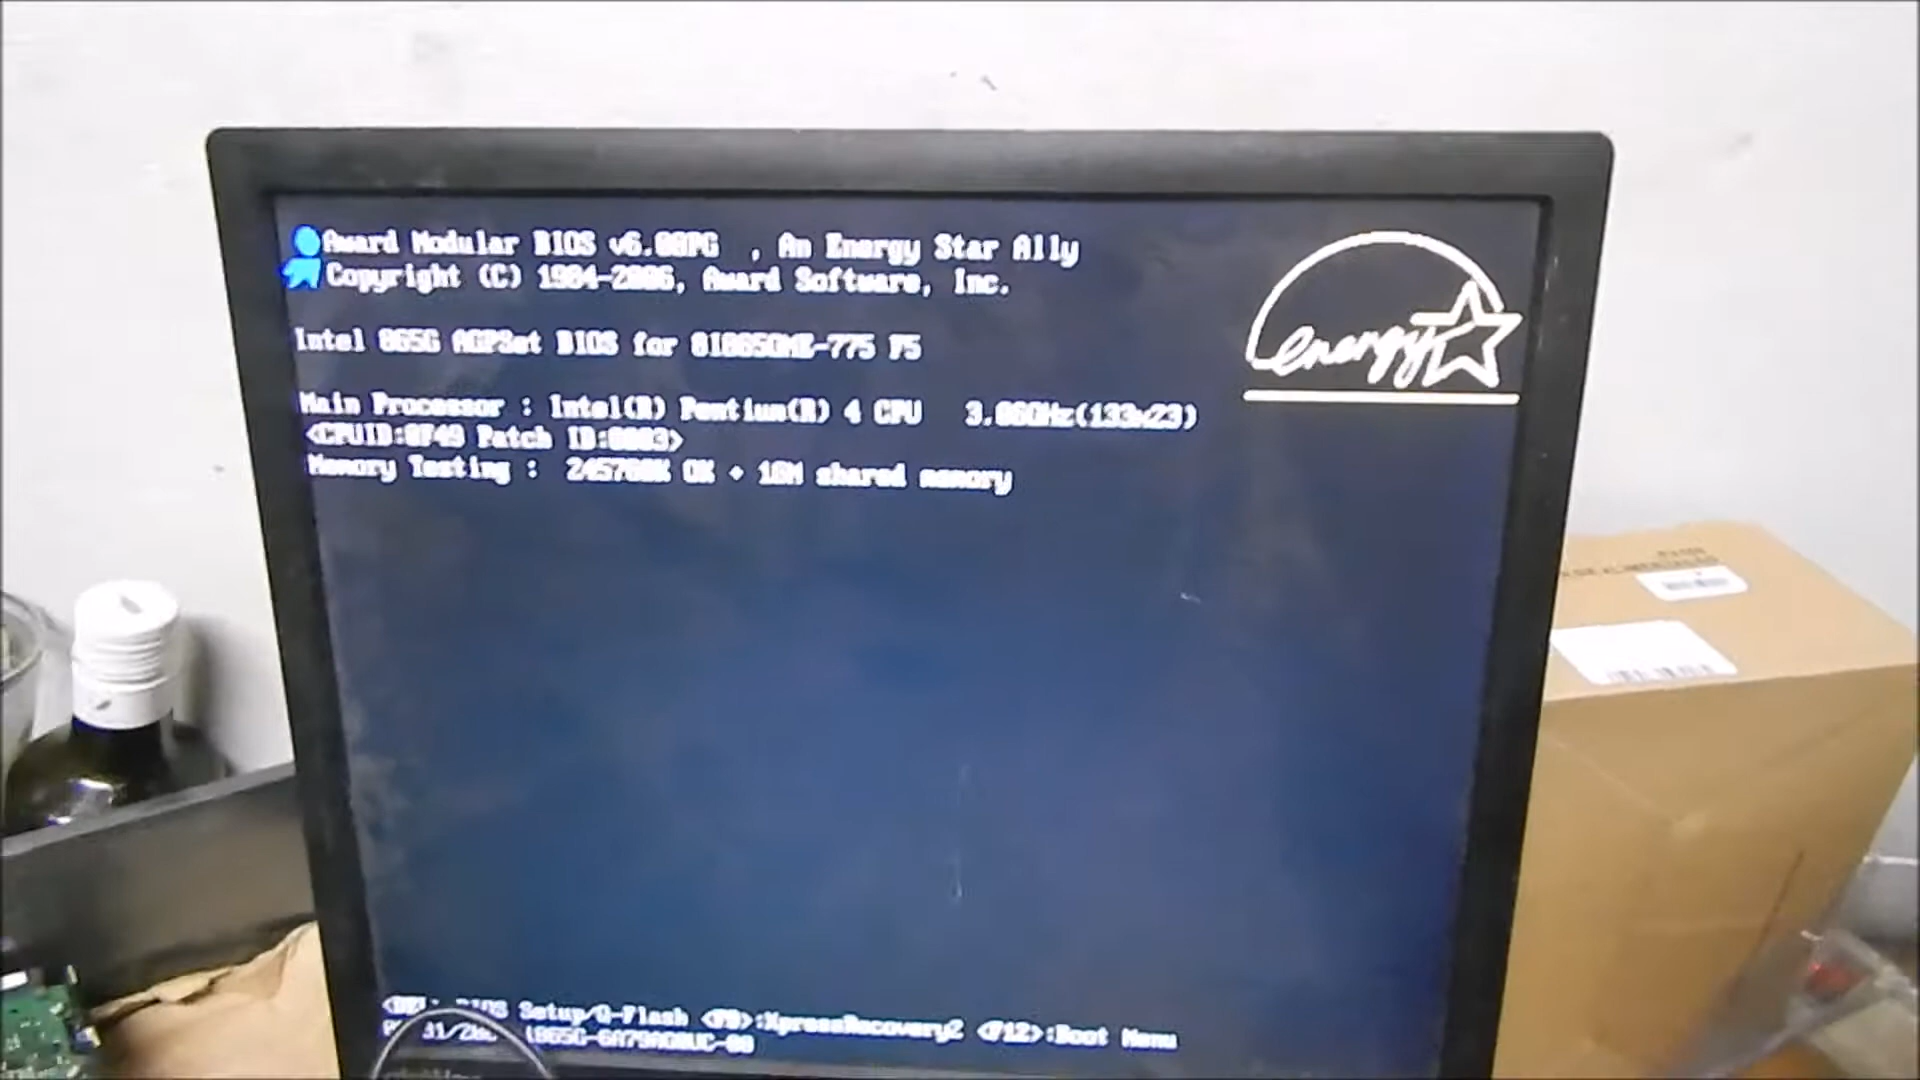 Award Modular BIOS v6.00PG , An Energy Star Ally
Copyright (C) 1984-2006, Award Software, Inc.
energy
Intel 865G AGPSet BIOS for 8I865GME-775 F5
Main Processor : Intel(R) Pentium(R) 4 CPU 3.06GHz(133x23)
<CPUID:0F49 Patch ID:0003>
Memory Testing : 245760K OK + 16M shared memory
BIOS Setup/Q-Flash <F9>:XpressRecovery2 <F12>:Boot Menu